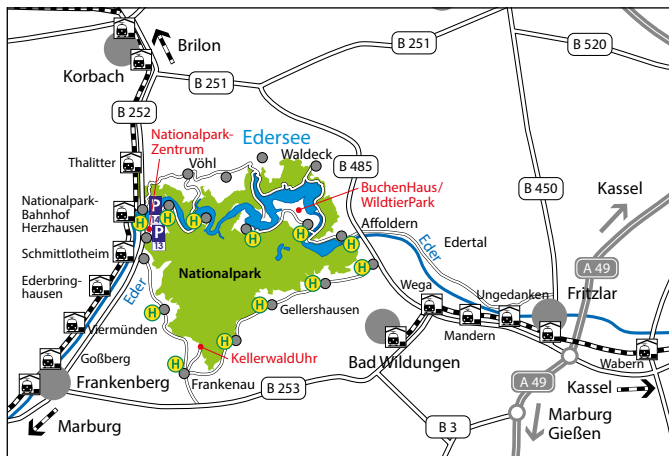 Brilon
Korbach
B 251
B 251
B 520
B 252
Nationalpark-
Zentrum
Edersee
Thalitter
Vöhl
Waldeck
B 485
BuchenHaus/
WildtierPark
B 450
Kassel
Nationalpark-
Bahnhof
Herzhausen
P
14
P
13
H
H
H
H
H
H
H
H
H
H
Affoldern
Eder
Edertal
Schmittlotheim
Nationalpark
A 49
Ederbring-
hausen
Eder
Wega
Ungedanken
Fritzlar
Gellershausen
Viermünden
Mandern
Goßberg
KellerwaldUhr
Bad Wildungen
Wabern
Frankenberg
Frankenau
B 253
A 49
Kassel
Marburg
B 3
Marburg
Gießen